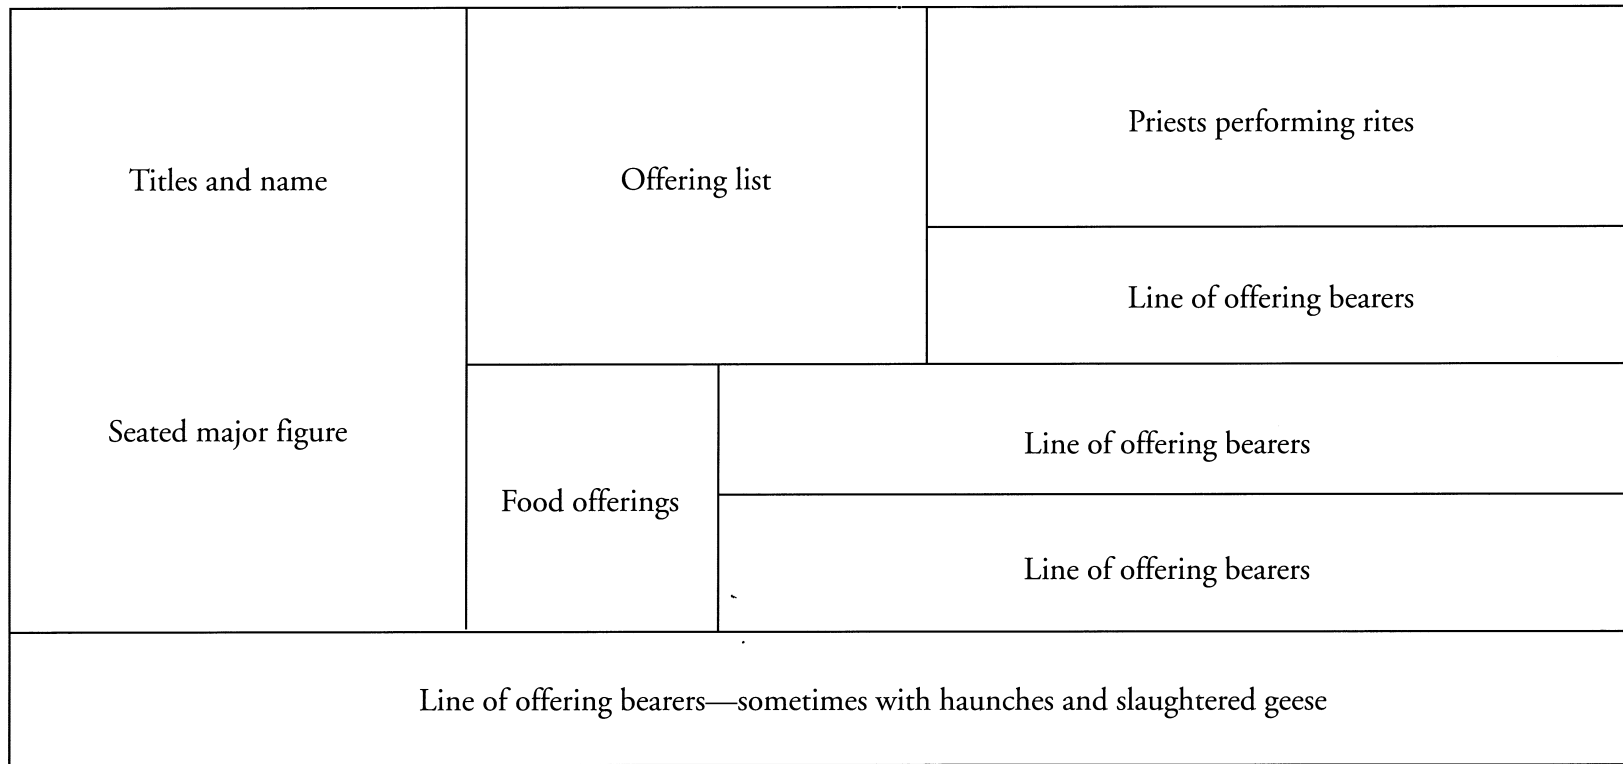 Titles and name
Seated major figure
Offering list
Priests performing rites
Line of offering bearers
Food offerings
Line of offering bearers
Line of offering bearers
Line of offering bearers—sometimes with haunches and slaughtered geese